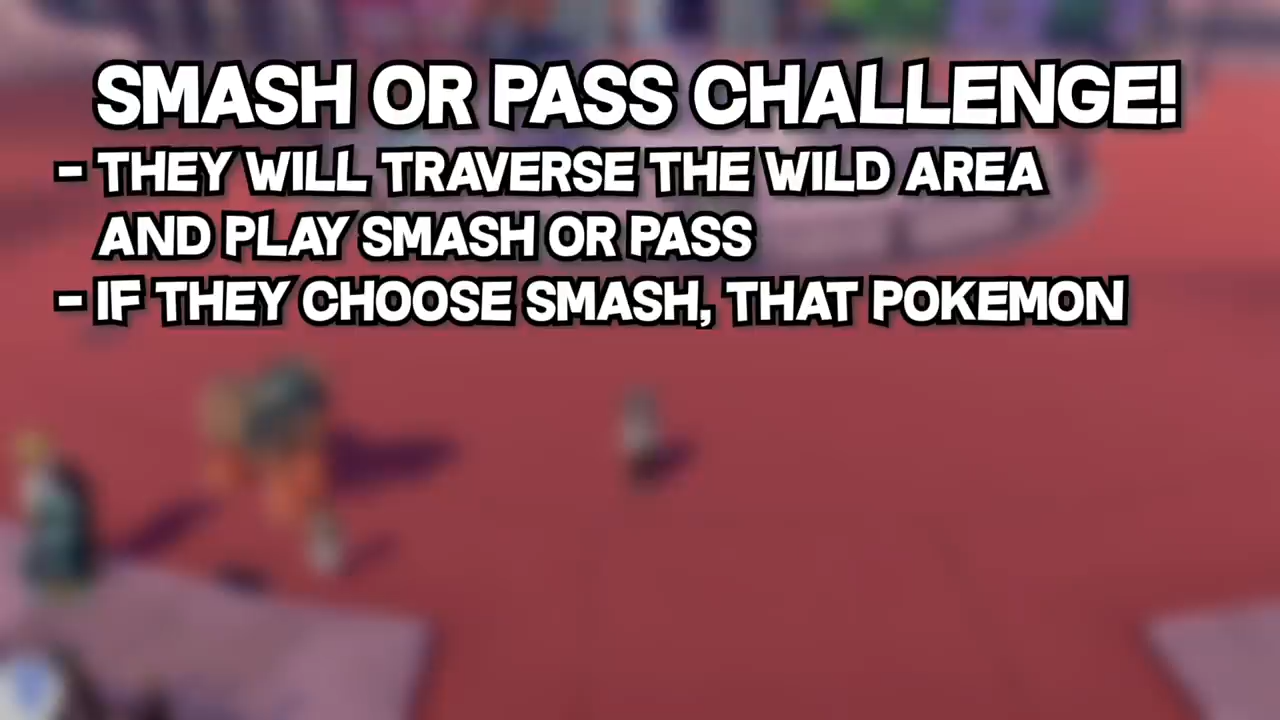 SMASH OR PASS CHALLENGE!
- THEY WILL TRAVERSE THE WILD AREA
AND PLAY SMASH OR PASS
- IF THEY CHOOSE SMASH, THAT POKEMON